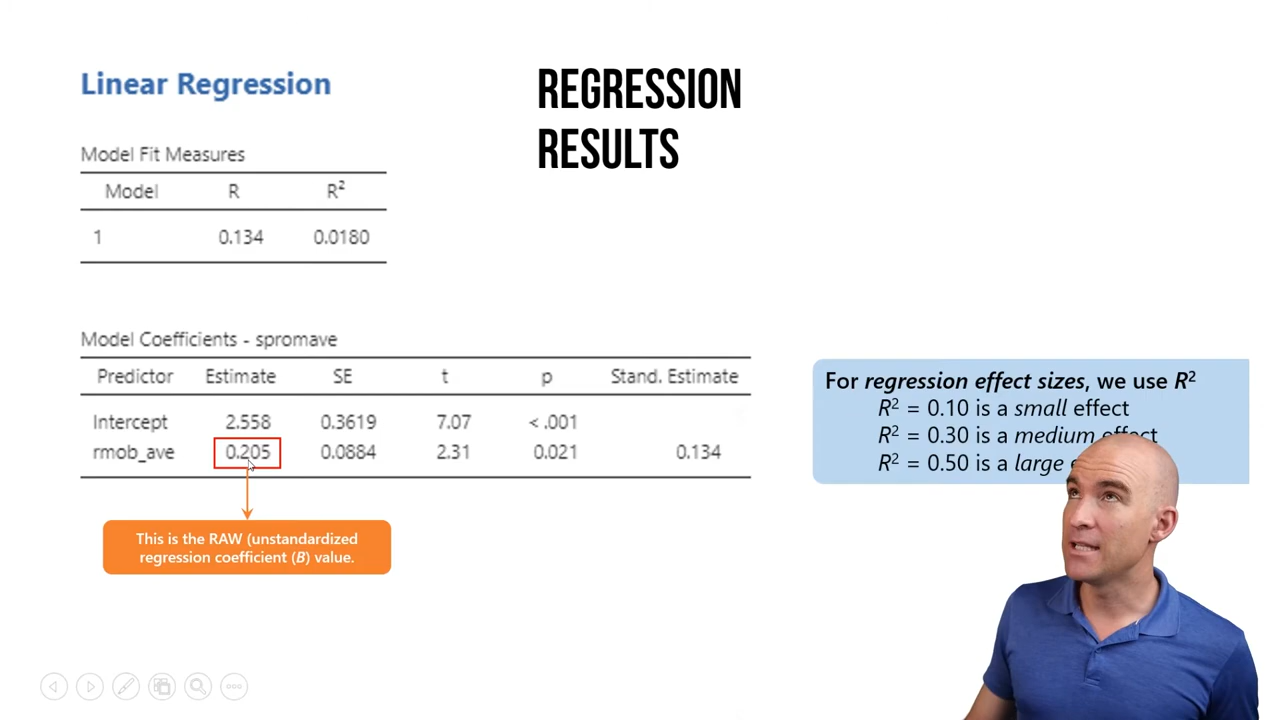 Linear Regression
REGRESSION
RESULTS
Model Fit Measures
Model R R²
1 0.134 0.0180
Model Coefficients - spromave
Predictor Estimate SE t p Stand. Estimate
Intercept 2.558 0.3619 7.07 < .001
rmob_ave 0.205 0.0884 2.31 0.021 0.134
This is the RAW (unstandardized
regression coefficient (B) value.
For regression effect sizes, we use R²
R² = 0.10 is a small effect
R² = 0.30 is a medium effect
R² = 0.50 is a large